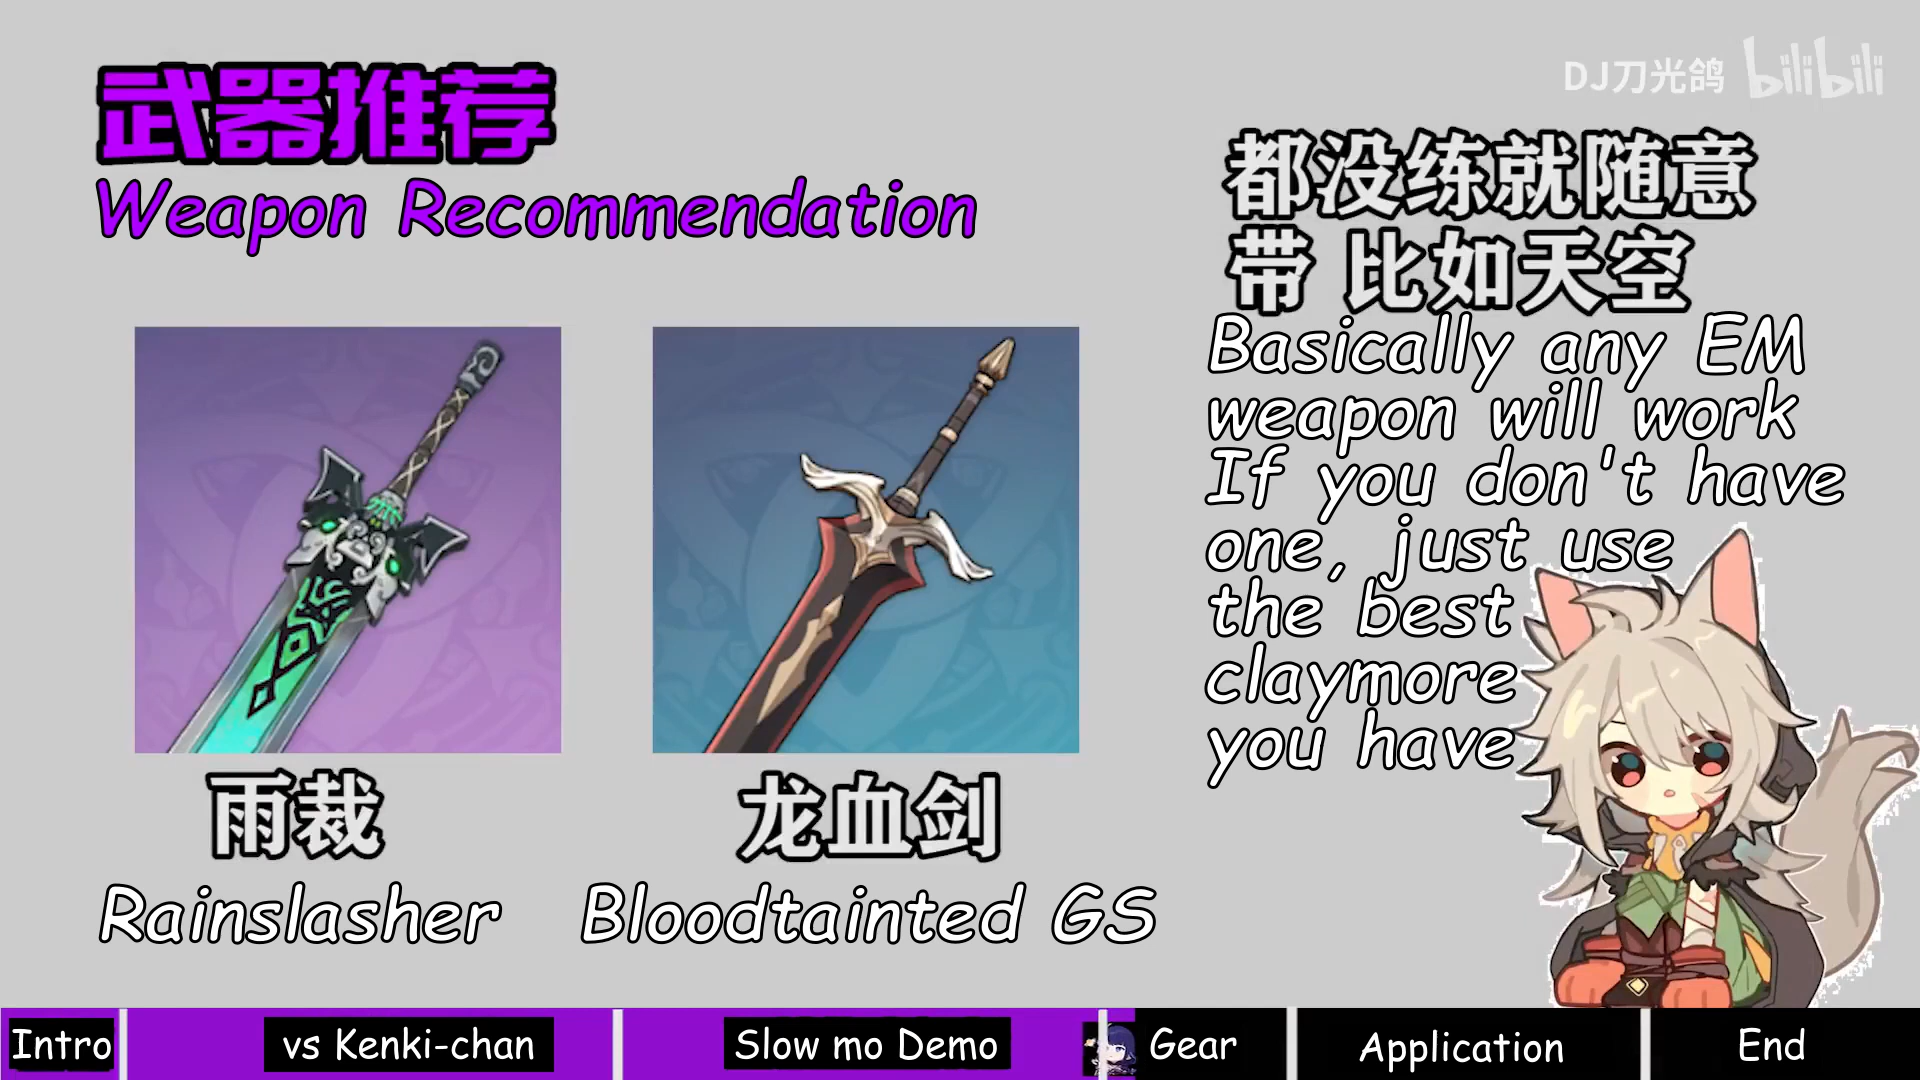 DJ刀光鸽 bilibili
武器推荐
Weapon Recommendation
都没练就随意
带 比如天空
Basically any EM
weapon will work
If you don't have
one, just use
the best
claymore
you have
雨裁
Rainslasher
龙血剑
Bloodtainted GS
Intro
vs Kenki-chan
Slow mo Demo
Gear
Application
End